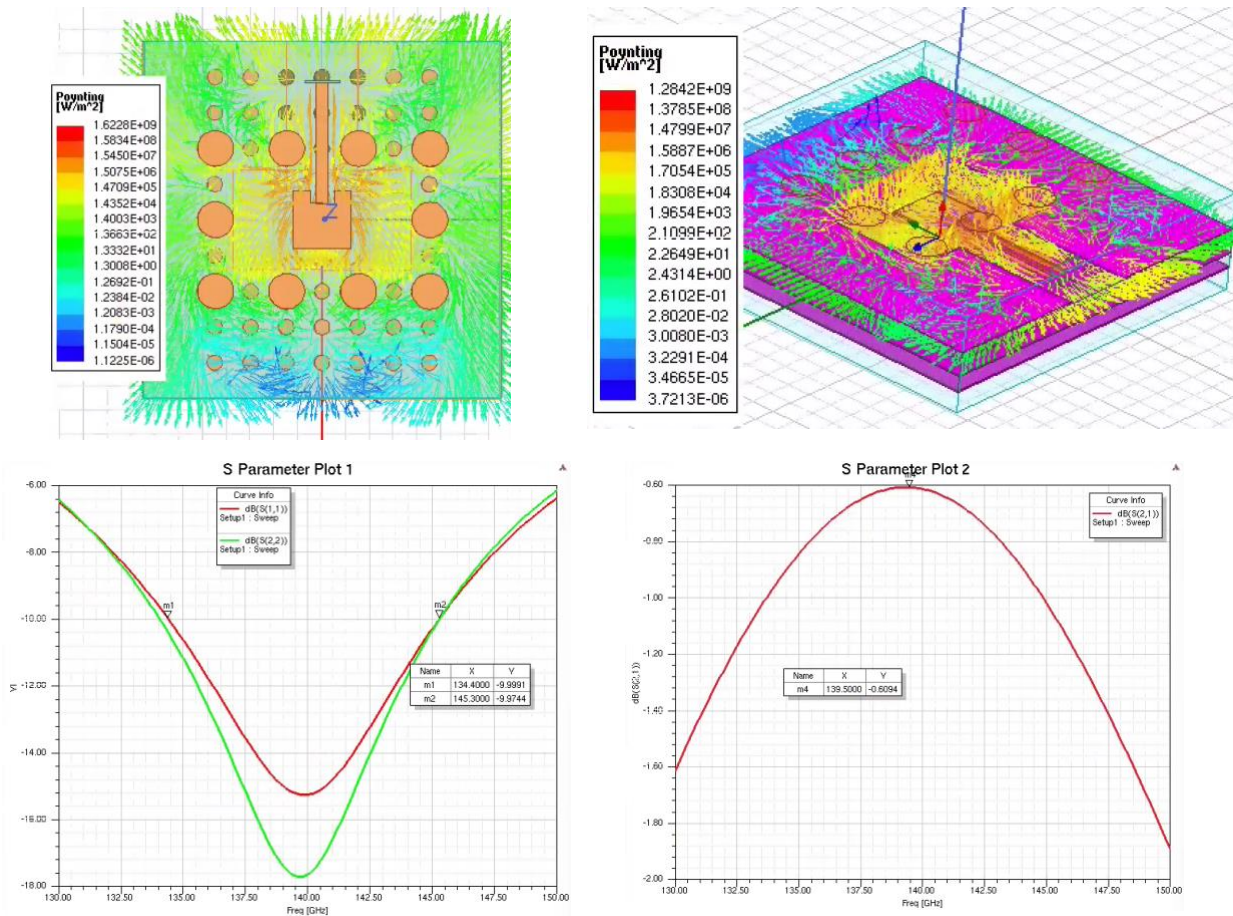 Poynting
[W/m^2]
1.6228E+09
1.5834E+08
1.5450E+07
1.5075E+06
1.4709E+05
1.4352E+04
1.4003E+03
1.3663E+02
1.3332E+01
1.3008E+00
1.2692E-01
1.2384E-02
1.2083E-03
1.1790E-04
1.1504E-05
1.1225E-06
Poynting
[W/m^2]
1.2842E+09
1.3785E+08
1.4799E+07
1.5887E+06
1.7054E+05
1.8308E+04
1.9654E+03
2.1099E+02
2.2649E+01
2.4314E+00
2.6102E-01
2.8020E-02
3.0080E-03
3.2291E-04
3.4665E-05
3.7213E-06
S Parameter Plot 1
-6.00
-8.00
-10.00
-12.00
-14.00
-16.00
-18.00
Y1
Curve Info
dB(S(1,1))
Setup1 : Sweep
dB(S(2,2))
Setup1 : Sweep
m1
m2
Name X Y
m1 134.4000 -9.9991
m2 145.3000 -9.9744
130.00 132.50 135.00 137.50 140.00 142.50 145.00 147.50 150.00
Freq [GHz]
S Parameter Plot 2
-0.60
-0.80
-1.00
-1.20
-1.40
-1.60
-1.80
-2.00
dB(S(2,1))
m4
Curve Info
dB(S(2,1))
Setup1 : Sweep
Name X Y
m4 139.5000 -0.6094
130.00 132.50 135.00 137.50 140.00 142.50 145.00 147.50 150.00
Freq [GHz]